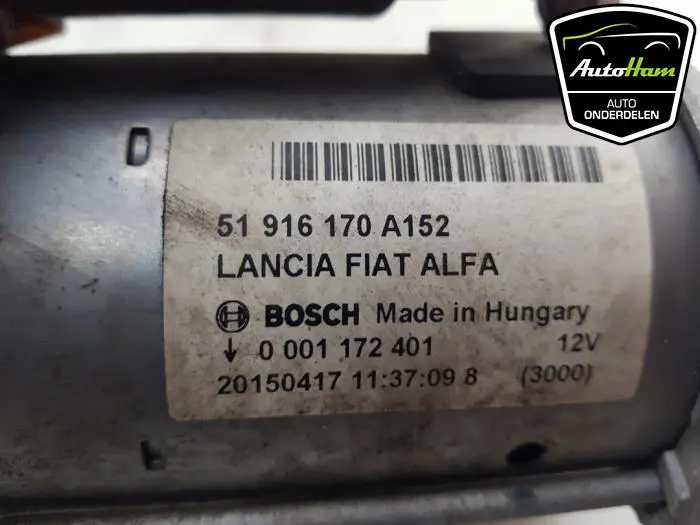 AutoHam
AUTO
ONDERDELEN
51 916 170 A152
LANCIA FIAT ALFA
BOSCH Made in Hungary
0 001 172 401 12V
20150417 11:37:09 8 (3000)